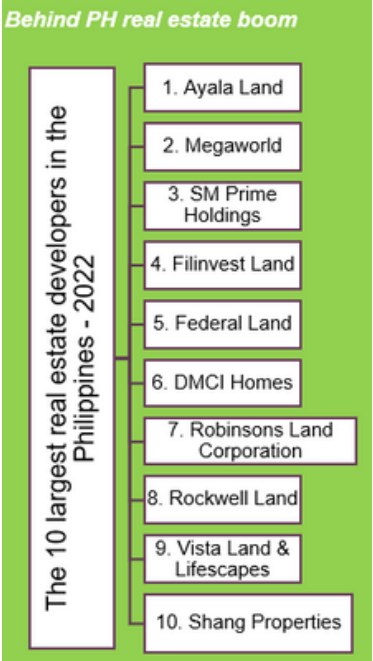 Behind PH real estate boom
The 10 largest real estate developers in the
Philippines - 2022
1. Ayala Land
2. Megaworld
3. SM Prime
Holdings
4. Filinvest Land
5. Federal Land
6. DMCI Homes
7. Robinsons Land
Corporation
8. Rockwell Land
9. Vista Land &
Lifescapes
10. Shang Properties